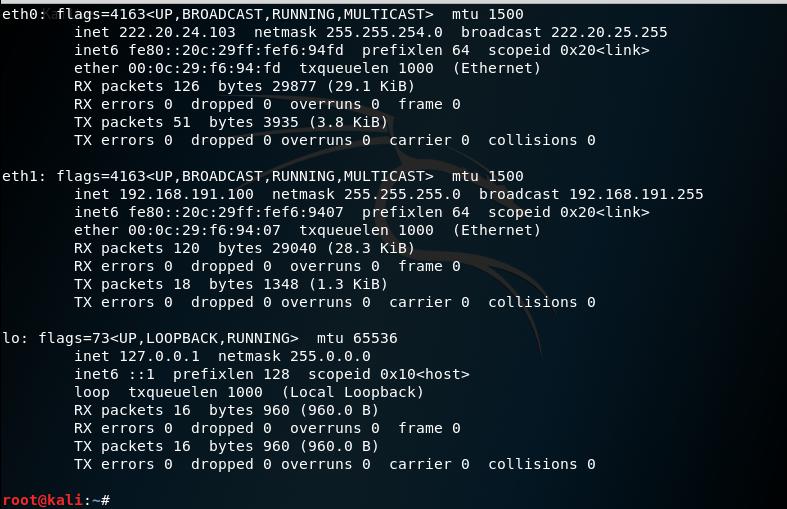 eth0: flags=4163<UP,BROADCAST,RUNNING,MULTICAST>  mtu 1500
        inet 222.20.24.103  netmask 255.255.254.0  broadcast 222.20.25.255
        inet6 fe80::20c:29ff:fef6:94fd  prefixlen 64  scopeid 0x20<link>
        ether 00:0c:29:f6:94:fd  txqueuelen 1000  (Ethernet)
        RX packets 126  bytes 29877 (29.1 KiB)
        RX errors 0  dropped 0  overruns 0  frame 0
        TX packets 51  bytes 3935 (3.8 KiB)
        TX errors 0  dropped 0 overruns 0  carrier 0  collisions 0

eth1: flags=4163<UP,BROADCAST,RUNNING,MULTICAST>  mtu 1500
        inet 192.168.191.100  netmask 255.255.255.0  broadcast 192.168.191.255
        inet6 fe80::20c:29ff:fef6:9407  prefixlen 64  scopeid 0x20<link>
        ether 00:0c:29:f6:94:07  txqueuelen 1000  (Ethernet)
        RX packets 120  bytes 29040 (28.3 KiB)
        RX errors 0  dropped 0  overruns 0  frame 0
        TX packets 18  bytes 1348 (1.3 KiB)
        TX errors 0  dropped 0 overruns 0  carrier 0  collisions 0

lo: flags=73<UP,LOOPBACK,RUNNING>  mtu 65536
        inet 127.0.0.1  netmask 255.0.0.0
        inet6 ::1  prefixlen 128  scopeid 0x10<host>
        loop  txqueuelen 1000  (Local Loopback)
        RX packets 16  bytes 960 (960.0 B)
        RX errors 0  dropped 0  overruns 0  frame 0
        TX packets 16  bytes 960 (960.0 B)
        TX errors 0  dropped 0 overruns 0  carrier 0  collisions 0

root@kali:~#